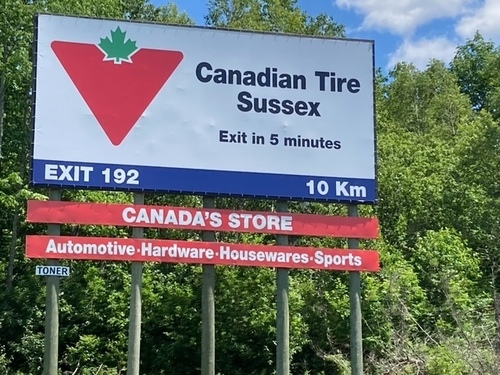 Canadian Tire
Sussex
Exit in 5 minutes
EXIT 192 10 Km
CANADA'S STORE
Automotive·Hardware·Housewares·Sports
TONER